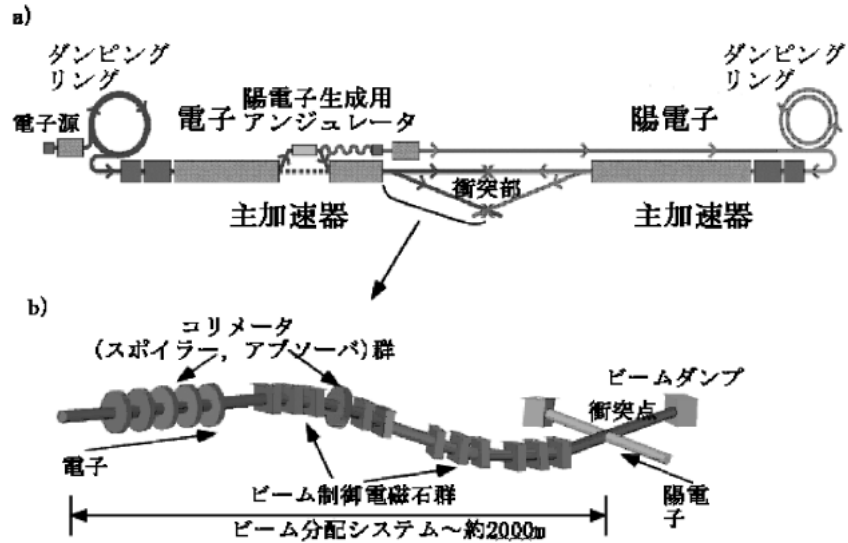 a)
ダンピング
リング
電子源
電子
陽電子生成用
アンジュレータ
陽電子
ダンピング
リング
衝突部
主加速器
主加速器
b)
コリメータ
(スポイラー, アブソーバ)群
ビームダンプ
衝突点
電子
ビーム制御電磁石群
陽電
子
ビーム分配システム〜約2000m